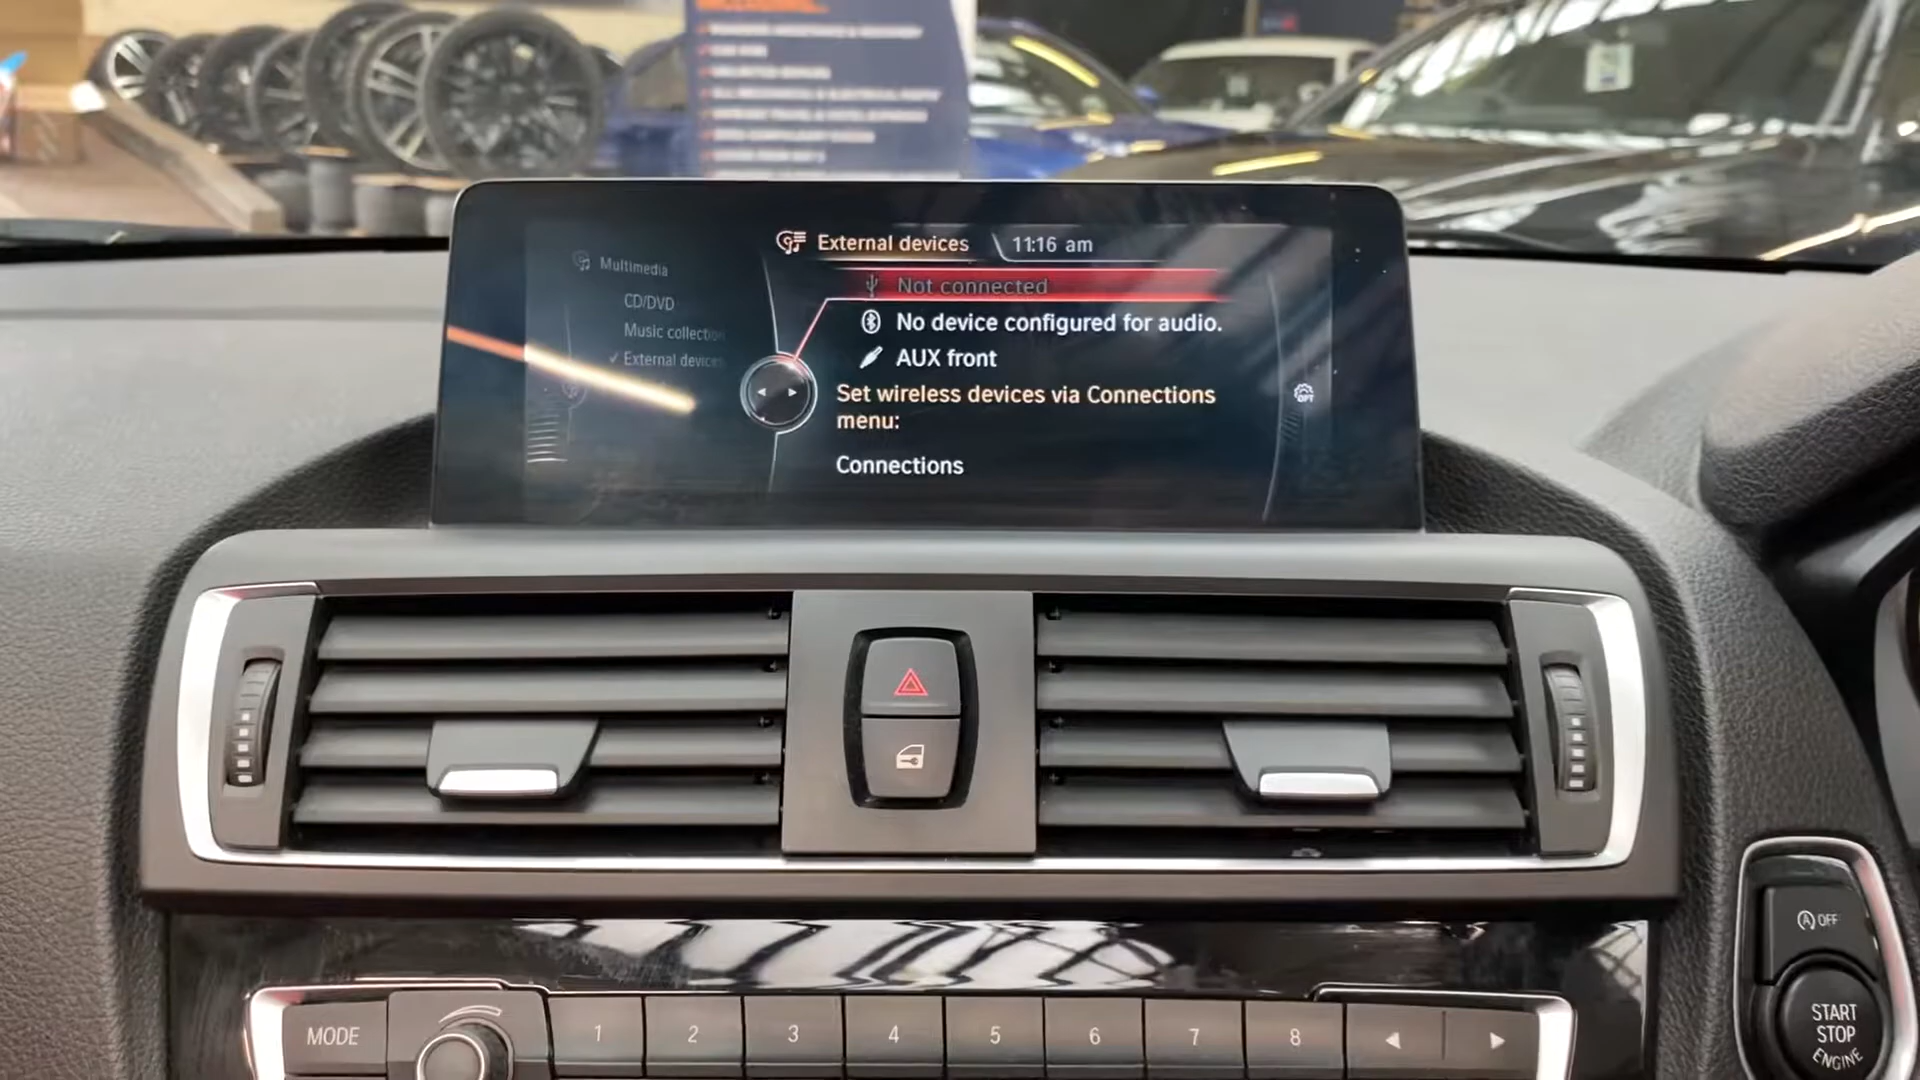 External devices
11:16 am
Multimedia
CD/DVD
Music collection
External devices
Not connected
No device configured for audio.
AUX front
Set wireless devices via Connections
menu:
Connections
OPT
A OFF
START
STOP
ENGINE
MODE
1
2
3
4
5
6
7
8